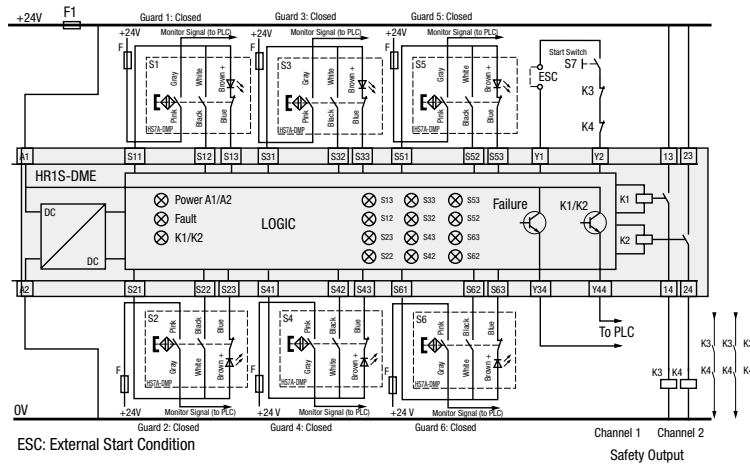 +24V F1
Guard 1: Closed Guard 3: Closed Guard 5: Closed
+24V Monitor Signal (to PLC) +24V Monitor Signal (to PLC) +24V Monitor Signal (to PLC)
F F F
Start Switch
S1 S3 S5 S7
ESC
Gray White Brown + Gray White Brown + Gray White Brown +
K3
Pink Black Blue Pink Black Blue Pink Black Blue
K4
HS7A-DMP HS7A-DMP HS7A-DMP
A1 S11 S12 S13 S31 S32 S33 S51 S52 S53 Y1 Y2 13 23
HR1S-DME
Power A1/A2 S13 S33 S53 Failure K1/K2 K1
DC Fault LOGIC S12 S32 S52
K1/K2 S23 S43 S63 K2
DC S22 S42 S62
A2 S21 S22 S23 S41 S42 S43 S61 S62 S63 Y34 Y44 14 24
S2 S4 S6
Pink Black Blue Pink Black Blue Pink Black Blue
To PLC
K3 K3
Gray White Brown + Gray White Brown + Gray White Brown +
K3 K4 K4 K4
F F F
HS7A-DMP HS7A-DMP HS7A-DMP
0V
+24V Monitor Signal (to PLC) +24V Monitor Signal (to PLC) +24V Monitor Signal (to PLC)
Guard 2: Closed Guard 4: Closed Guard 6: Closed
Channel 1 Channel 2
ESC: External Start Condition
Safety Output